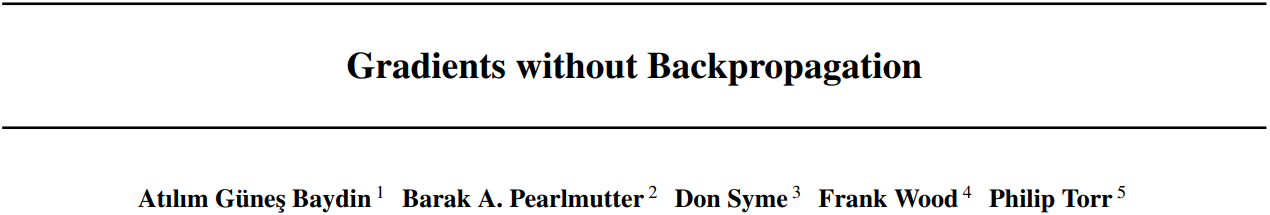 Gradients without Backpropagation
Atılım Güneş Baydin 1 Barak A. Pearlmutter 2 Don Syme 3 Frank Wood 4 Philip Torr 5